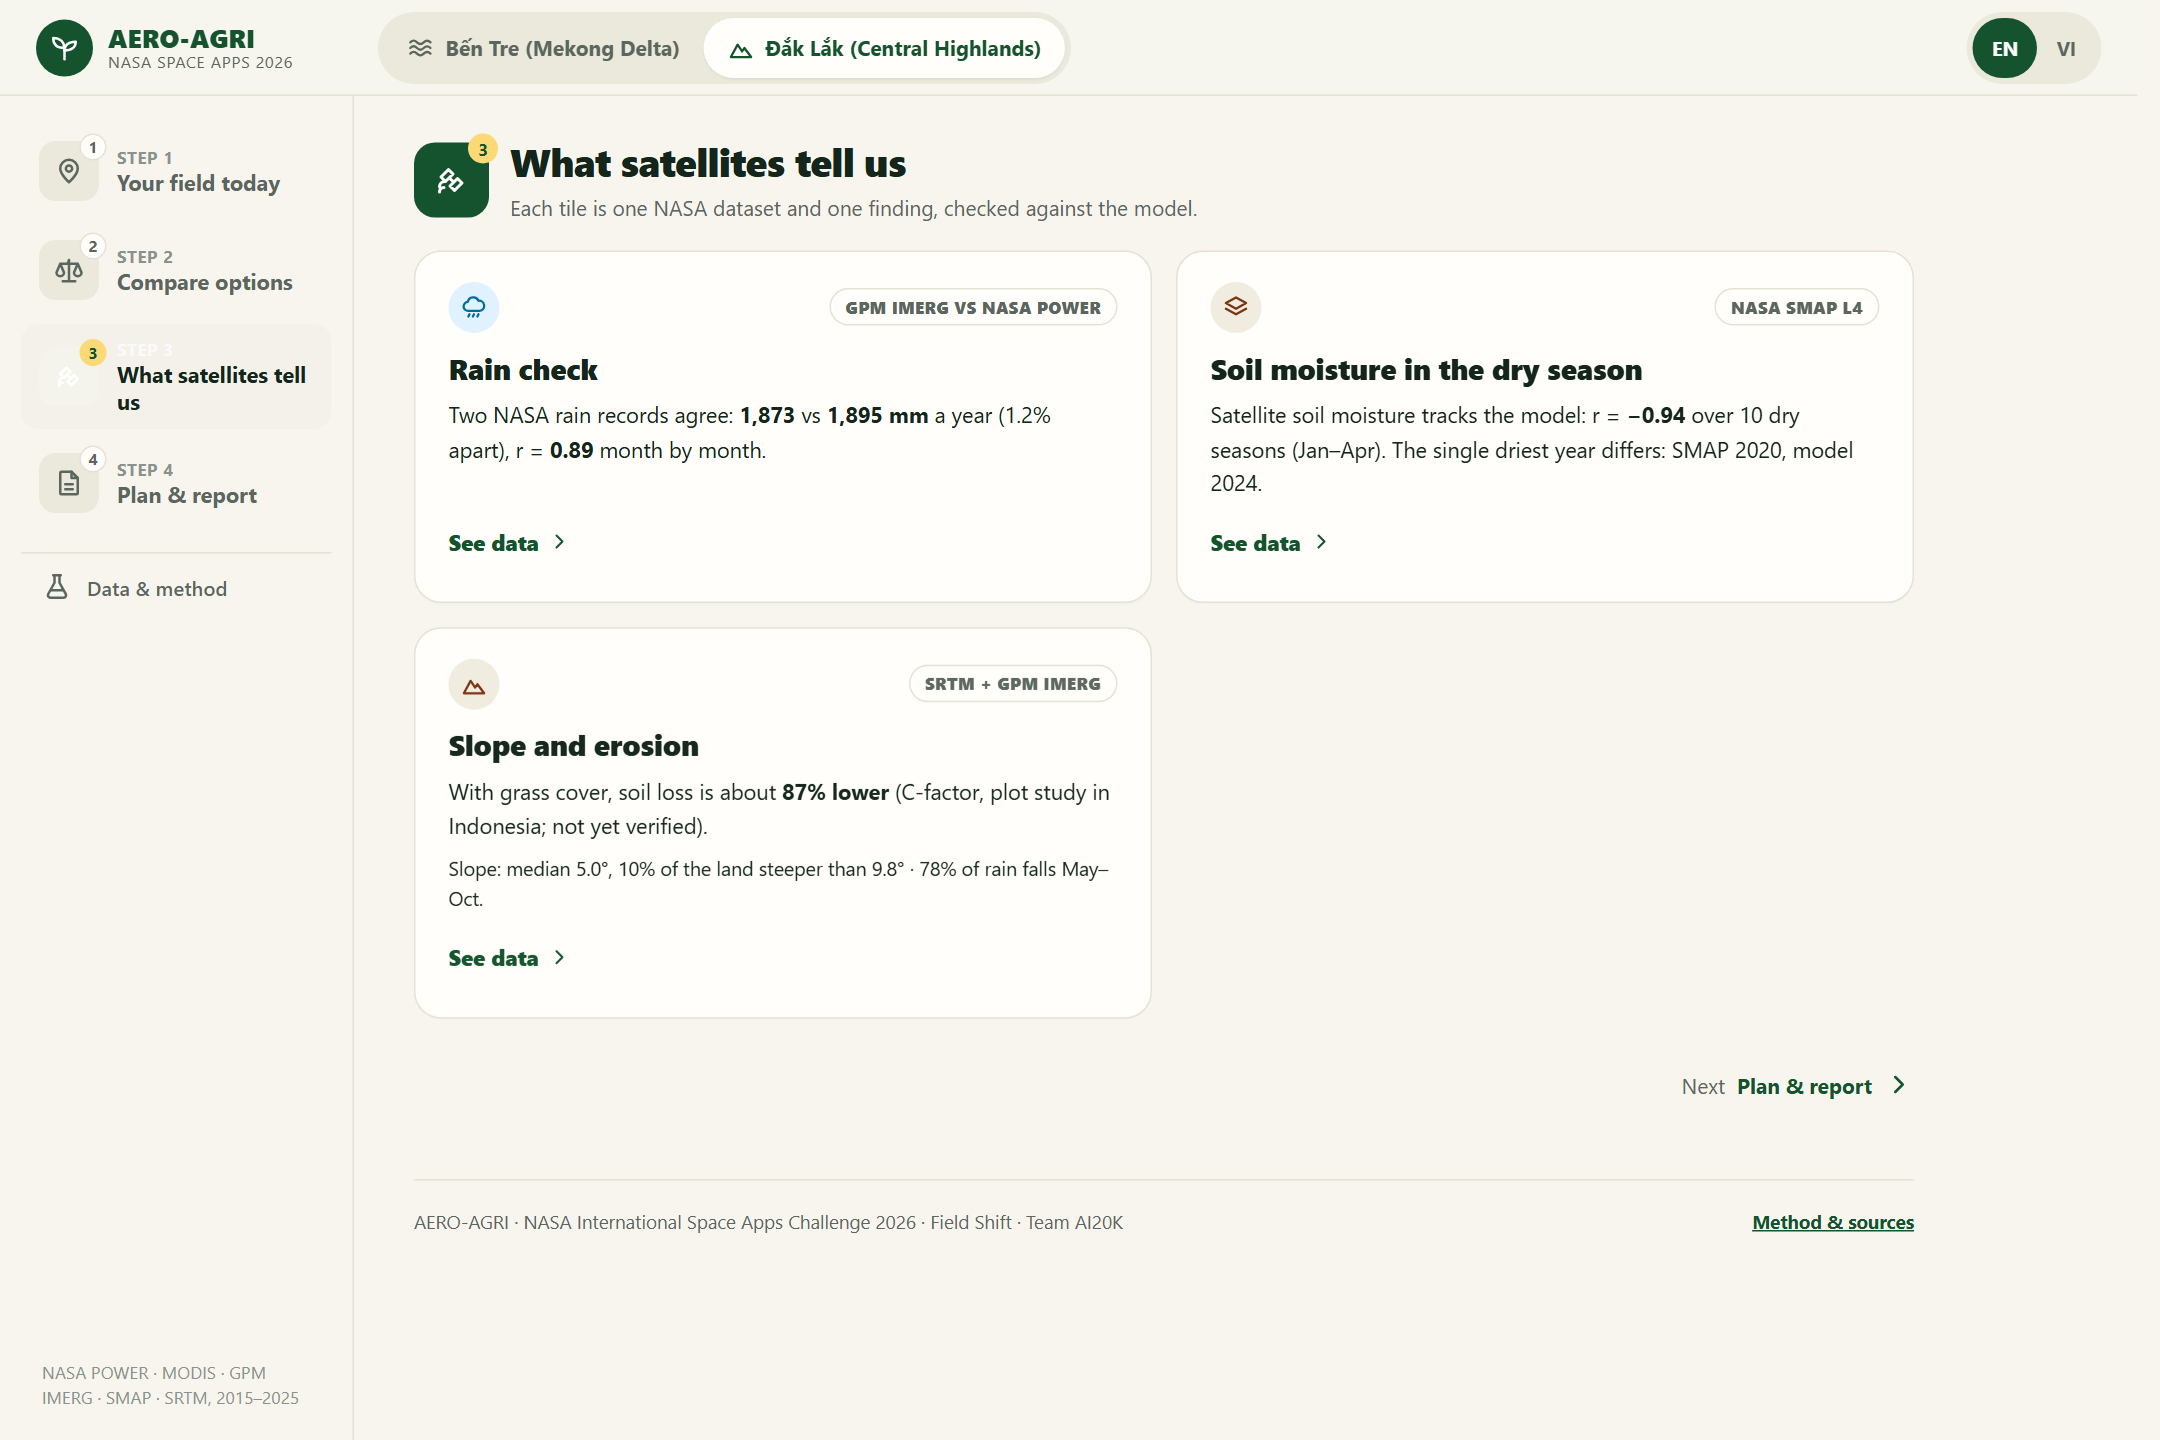 AERO-AGRI
NASA SPACE APPS 2026
Bến Tre (Mekong Delta)
Đắk Lắk (Central Highlands)
EN
VI
1
STEP 1
Your field today
2
STEP 2
Compare options
3
STEP 3
What satellites tell
us
4
STEP 4
Plan & report
Data & method
NASA POWER · MODIS · GPM
IMERG · SMAP · SRTM, 2015–2025
3
What satellites tell us
Each tile is one NASA dataset and one finding, checked against the model.
GPM IMERG VS NASA POWER
Rain check
Two NASA rain records agree: 1,873 vs 1,895 mm a year (1.2%
apart), r = 0.89 month by month.
See data
NASA SMAP L4
Soil moisture in the dry season
Satellite soil moisture tracks the model: r = −0.94 over 10 dry
seasons (Jan–Apr). The single driest year differs: SMAP 2020, model
2024.
See data
SRTM + GPM IMERG
Slope and erosion
With grass cover, soil loss is about 87% lower (C-factor, plot study in
Indonesia; not yet verified).
Slope: median 5.0°, 10% of the land steeper than 9.8° · 78% of rain falls May–
Oct.
See data
Next Plan & report
AERO-AGRI · NASA International Space Apps Challenge 2026 · Field Shift · Team AI20K
Method & sources